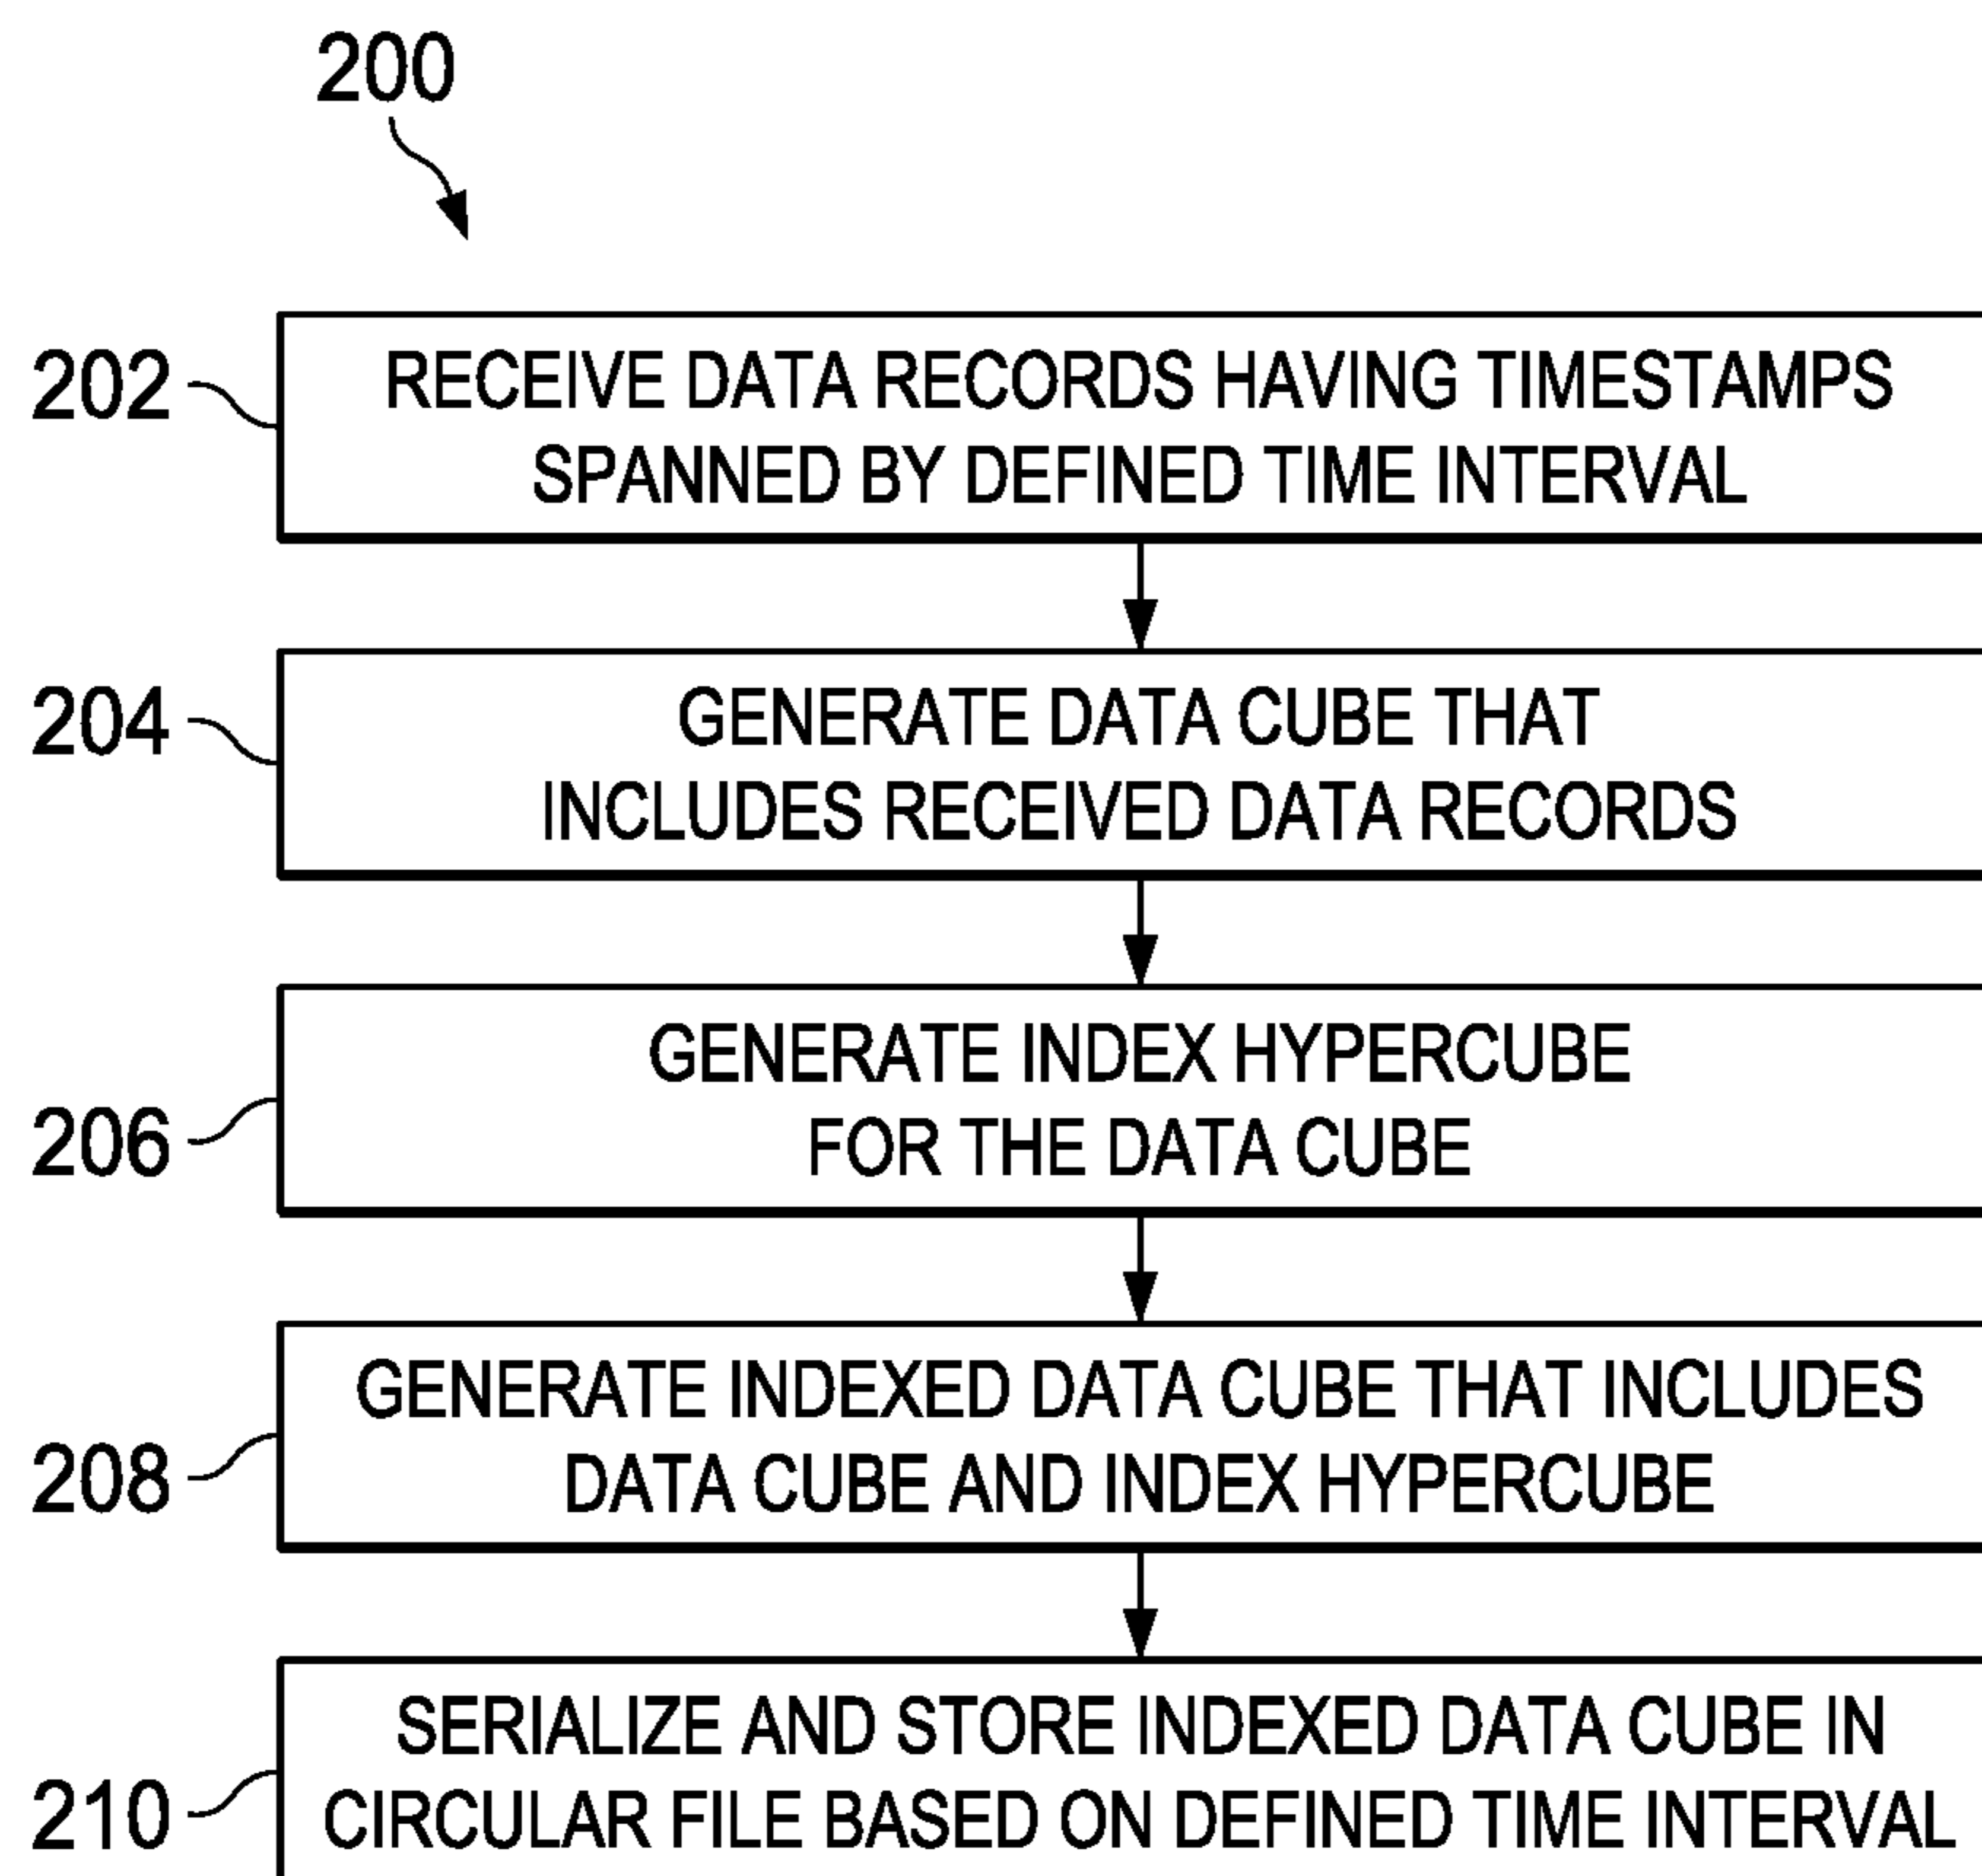 200
202
RECEIVE DATA RECORDS HAVING TIMESTAMPS
SPANNED BY DEFINED TIME INTERVAL
204
GENERATE DATA CUBE THAT
INCLUDES RECEIVED DATA RECORDS
206
GENERATE INDEX HYPERCUBE
FOR THE DATA CUBE
208
GENERATE INDEXED DATA CUBE THAT INCLUDES
DATA CUBE AND INDEX HYPERCUBE
210
SERIALIZE AND STORE INDEXED DATA CUBE IN
CIRCULAR FILE BASED ON DEFINED TIME INTERVAL